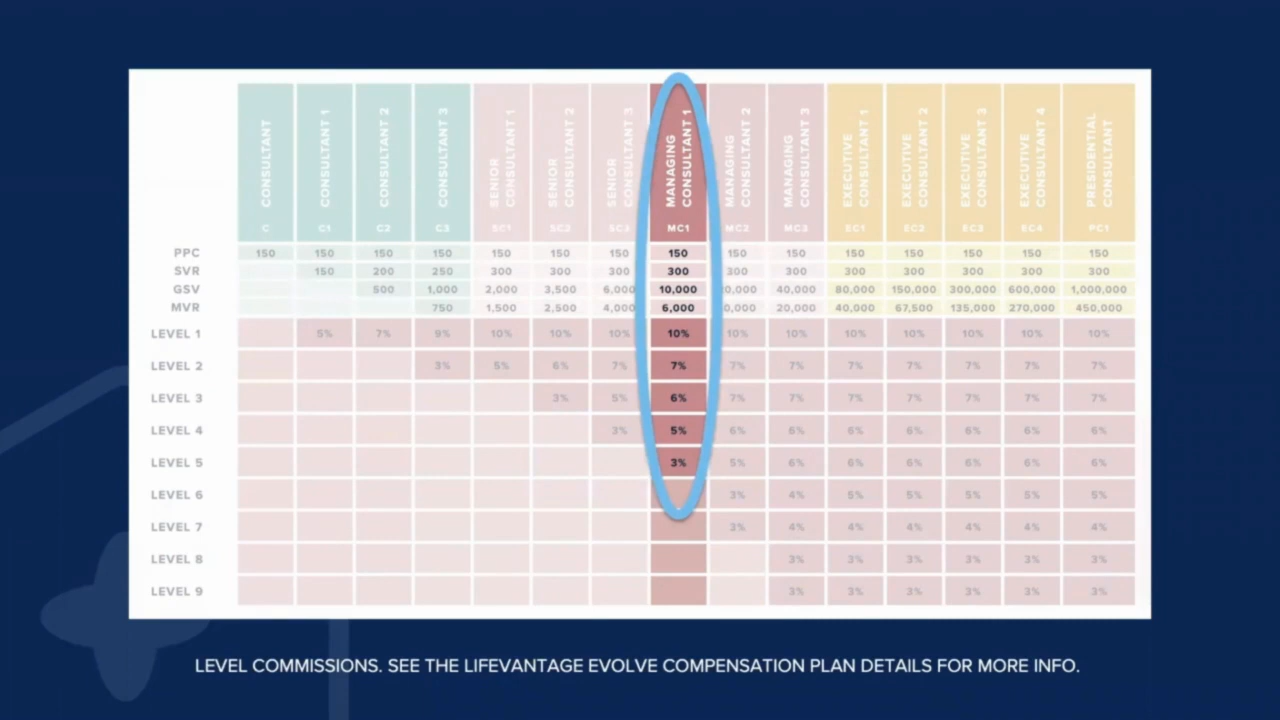 CONSULTANT CONSULTANT 1 CONSULTANT 2 CONSULTANT 3 SENIOR CONSULTANT 1 SENIOR CONSULTANT 2 SENIOR CONSULTANT 3 MANAGING CONSULTANT 1 MANAGING CONSULTANT 2 MANAGING CONSULTANT 3 EXECUTIVE CONSULTANT 1 EXECUTIVE CONSULTANT 2 EXECUTIVE CONSULTANT 3 EXECUTIVE CONSULTANT 4 PRESIDENTIAL CONSULTANT
C C1 C2 C3 SC1 SC2 SC3 MC1 MC2 MC3 EC1 EC2 EC3 EC4 PC1
PPC 150 150 150 150 150 150 150 150 150 150 150 150 150 150 150
SVR 150 200 250 300 300 300 300 300 300 300 300 300 300 300
GSV 500 1,000 2,000 3,500 6,000 10,000 40,000 80,000 150,000 300,000 600,000 1,000,000
MVR 750 1,500 2,500 4,000 6,000 20,000 40,000 67,500 135,000 270,000 450,000
LEVEL 1 5% 7% 9% 10% 10% 10% 10% 10% 10% 10% 10% 10% 10% 10%
LEVEL 2 3% 5% 6% 7% 7% 7% 7% 7% 7% 7% 7% 7%
LEVEL 3 3% 5% 6% 7% 7% 7% 7% 7% 7% 7%
LEVEL 4 3% 5% 6% 6% 6% 6% 6% 6% 6%
LEVEL 5 3% 5% 6% 6% 6% 6% 6% 6%
LEVEL 6 3% 4% 5% 5% 5% 5% 5%
LEVEL 7 3% 4% 4% 4% 4% 4% 4%
LEVEL 8 3% 3% 3% 3% 3% 3%
LEVEL 9 3% 3% 3% 3% 3% 3%
LEVEL COMMISSIONS. SEE THE LIFEVANTAGE EVOLVE COMPENSATION PLAN DETAILS FOR MORE INFO.